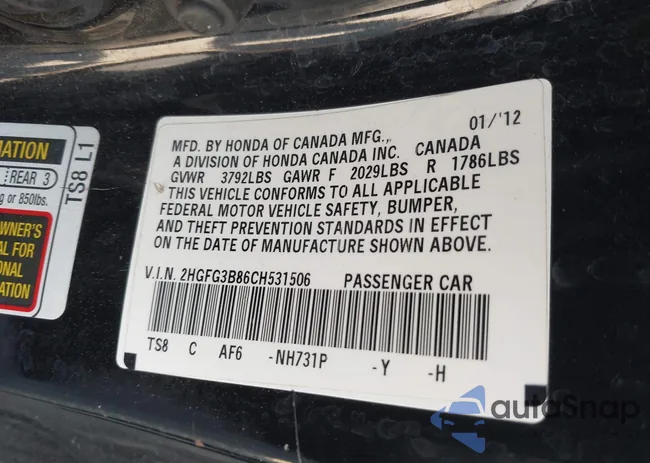 01/'12
MFD. BY HONDA OF CANADA MFG.,
A DIVISION OF HONDA CANADA INC. CANADA
GVWR 3792LBS GAWR F 2029LBS R 1786LBS
THIS VEHICLE CONFORMS TO ALL APPLICABLE
FEDERAL MOTOR VEHICLE SAFETY, BUMPER,
AND THEFT PREVENTION STANDARDS IN EFFECT
ON THE DATE OF MANUFACTURE SHOWN ABOVE.
V.I.N. 2HGFG3B86CH531506 PASSENGER CAR
TS8 C AF6 -NH731P -Y -H
REAR 3
or 850lbs.
OWNER'S
FOR
TS8 L1
autoSnap